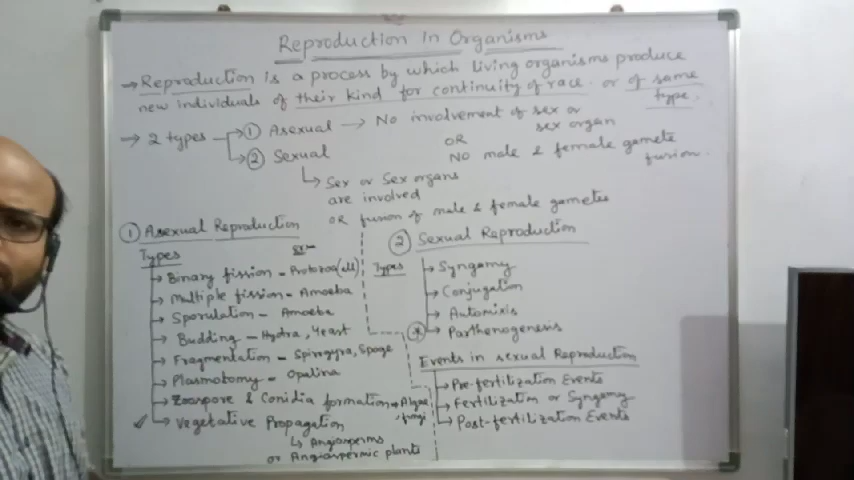 Reproduction in Organisms
→ Reproduction is a process by which living organisms produce
new individuals of their kind for continuity of race. or of same
type.
→ 2 types → ① Asexual → No involvement of sex or
sex organ
→ ② Sexual
OR
No male & female gamete
fusion.
↳ Sex or Sex organs
are involved
OR fusion of male & female gametes
① Asexual Reproduction
Types
→ Binary fission - Protozoa(all)
→ Multiple fission - Amoeba
→ Sporulation - Amoeba
→ Budding - Hydra, Yeast
→ Fragmentation - Spirogyra, Sponge
→ Plasmotomy - Opalina
→ Zoospore & Conidia formation → Algae
, fungi
✓ → Vegetative Propagation
↳ Angiosperms
or Angiospermic plants
② Sexual Reproduction
Types → Syngamy
→ Conjugation
→ Automixis
* → Parthenogenesis
Events in sexual Reproduction
→ Pre-fertilization Events
→ Fertilization or Syngamy
→ Post-fertilization Events